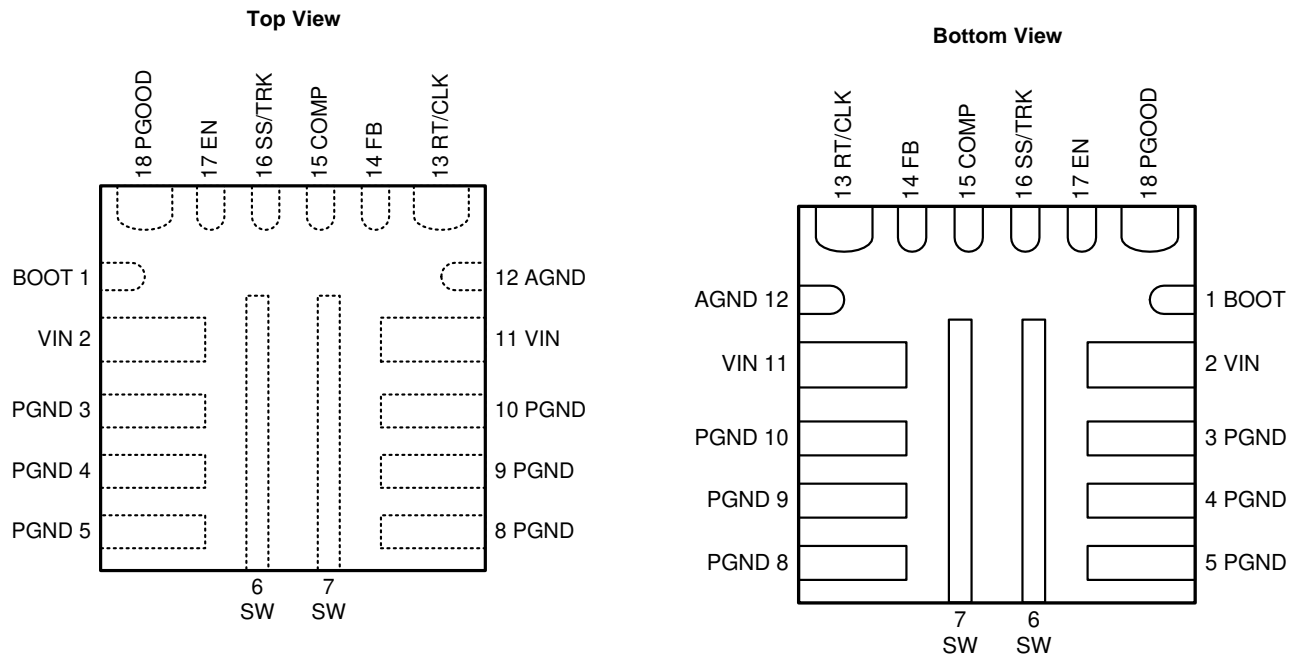 Top View
18 PGOOD
17 EN
16 SS/TRK
15 COMP
14 FB
13 RT/CLK
BOOT 1
12 AGND
VIN 2
11 VIN
PGND 3
10 PGND
PGND 4
9 PGND
PGND 5
8 PGND
6
SW
7
SW
Bottom View
13 RT/CLK
14 FB
15 COMP
16 SS/TRK
17 EN
18 PGOOD
AGND 12
1 BOOT
VIN 11
2 VIN
PGND 10
3 PGND
PGND 9
4 PGND
PGND 8
5 PGND
7
SW
6
SW